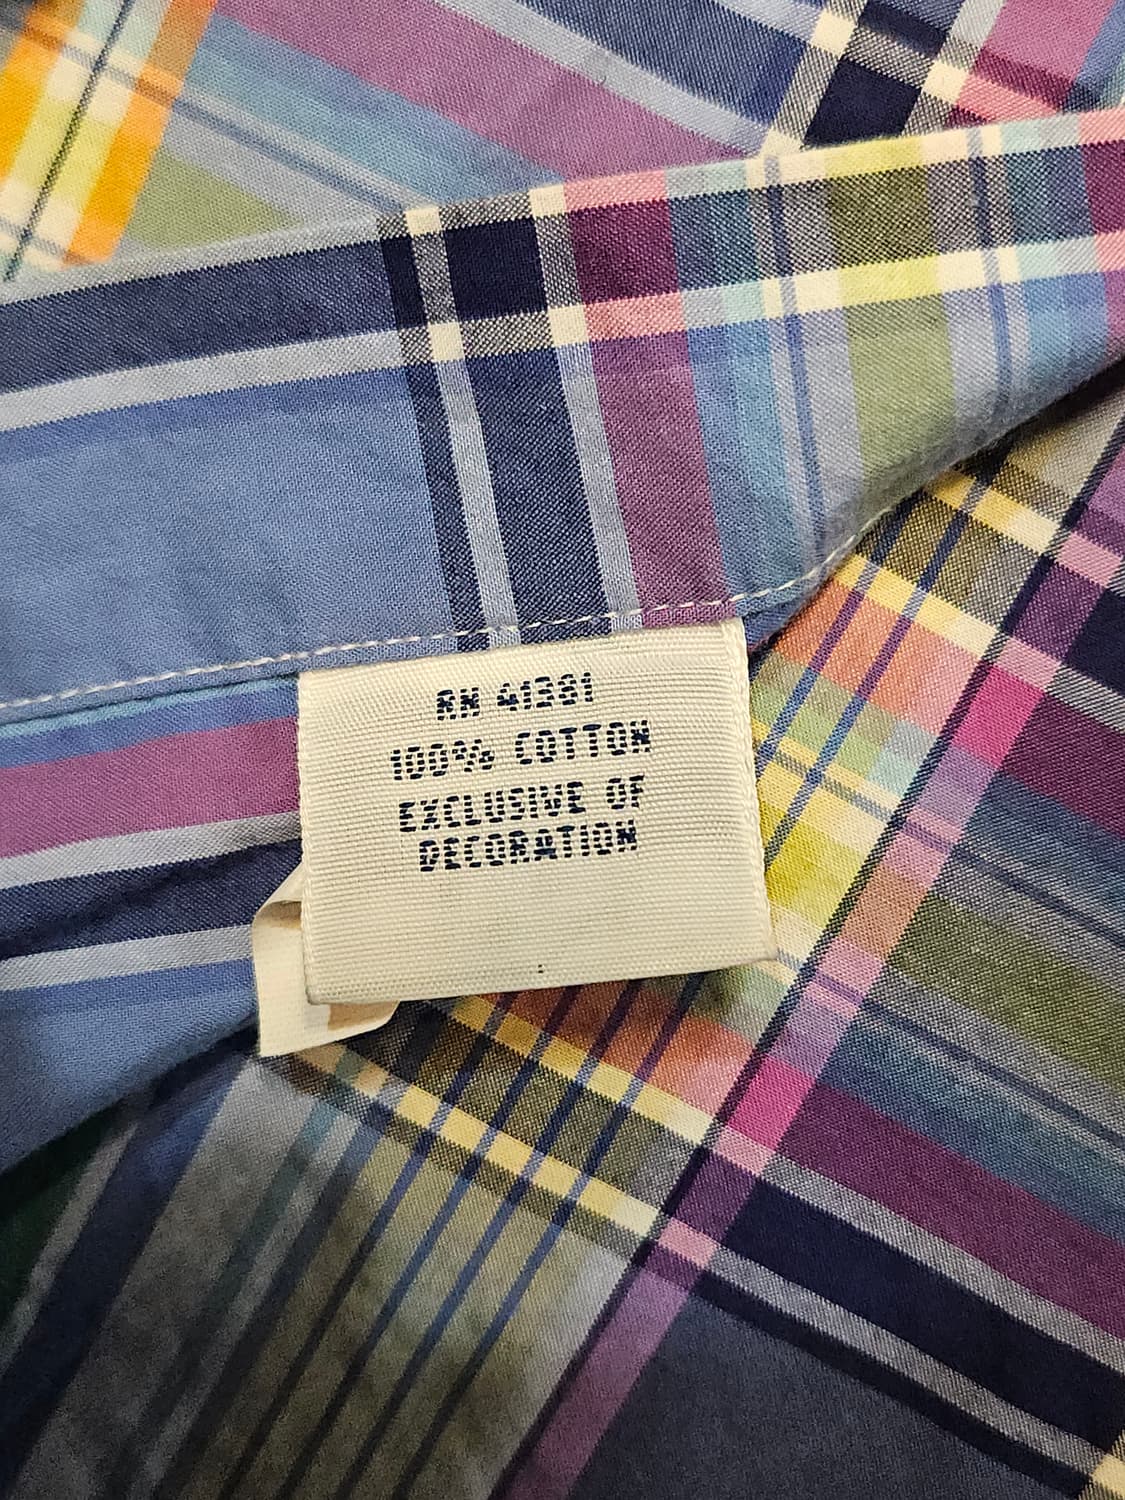 RN 41381
100% COTTON
EXCLUSIVE OF
DECORATION